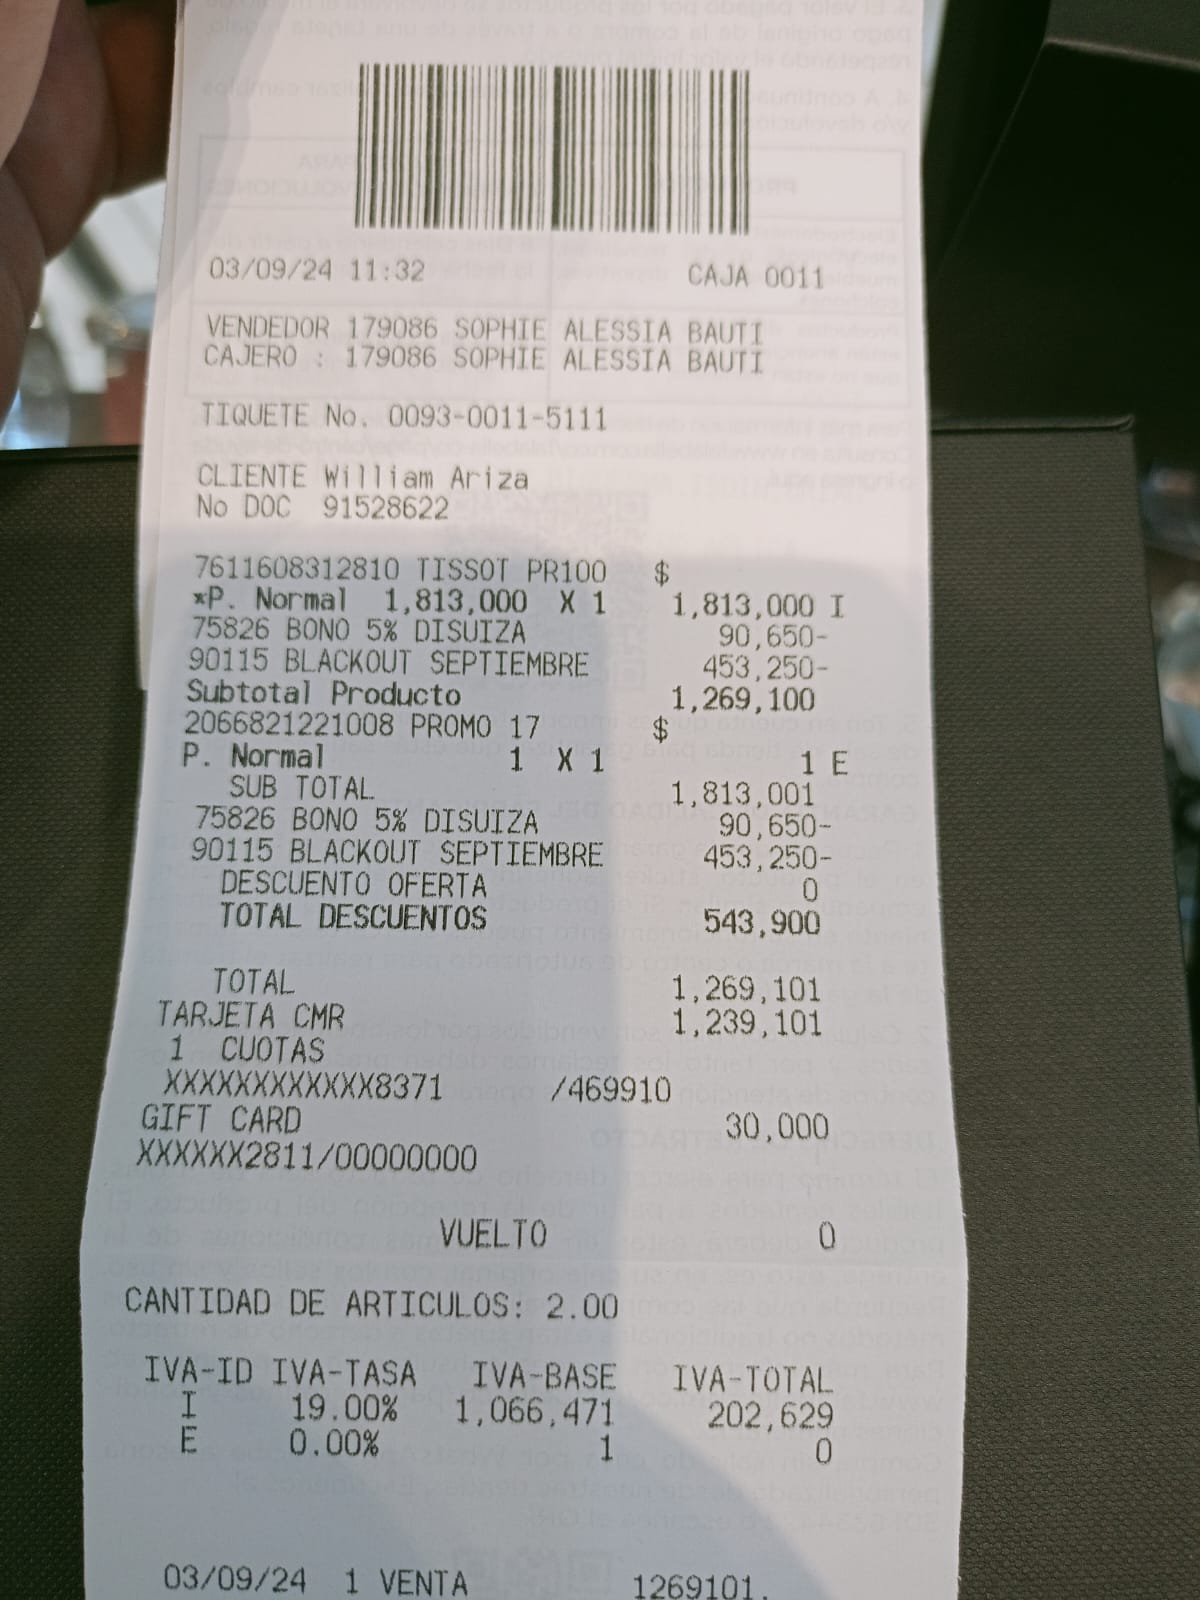 03/09/24 11:32 CAJA 0011
VENDEDOR 179086 SOPHIE ALESSIA BAUTI
CAJERO : 179086 SOPHIE ALESSIA BAUTI
TIQUETE No. 0093-0011-5111
CLIENTE William Ariza
No DOC 91528622
7611608312810 TISSOT PR100 $
*P. Normal 1,813,000 X 1 1,813,000 I
75826 BONO 5% DISUIZA 90,650-
90115 BLACKOUT SEPTIEMBRE 453,250-
Subtotal Producto 1,269,100
2066821221008 PROMO 17 $
P. Normal 1 X 1 1 E
SUB TOTAL 1,813,001
75826 BONO 5% DISUIZA 90,650-
90115 BLACKOUT SEPTIEMBRE 453,250-
DESCUENTO OFERTA 0
TOTAL DESCUENTOS 543,900
TOTAL 1,269,101
TARJETA CMR 1,239,101
1 CUOTAS
XXXXXXXXXXXX8371 /469910
GIFT CARD 30,000
XXXXXX2811/00000000
VUELTO 0
CANTIDAD DE ARTICULOS: 2.00
IVA-ID IVA-TASA IVA-BASE IVA-TOTAL
I 19.00% 1,066,471 202,629
E 0.00% 1 0
03/09/24 1 VENTA 1269101.